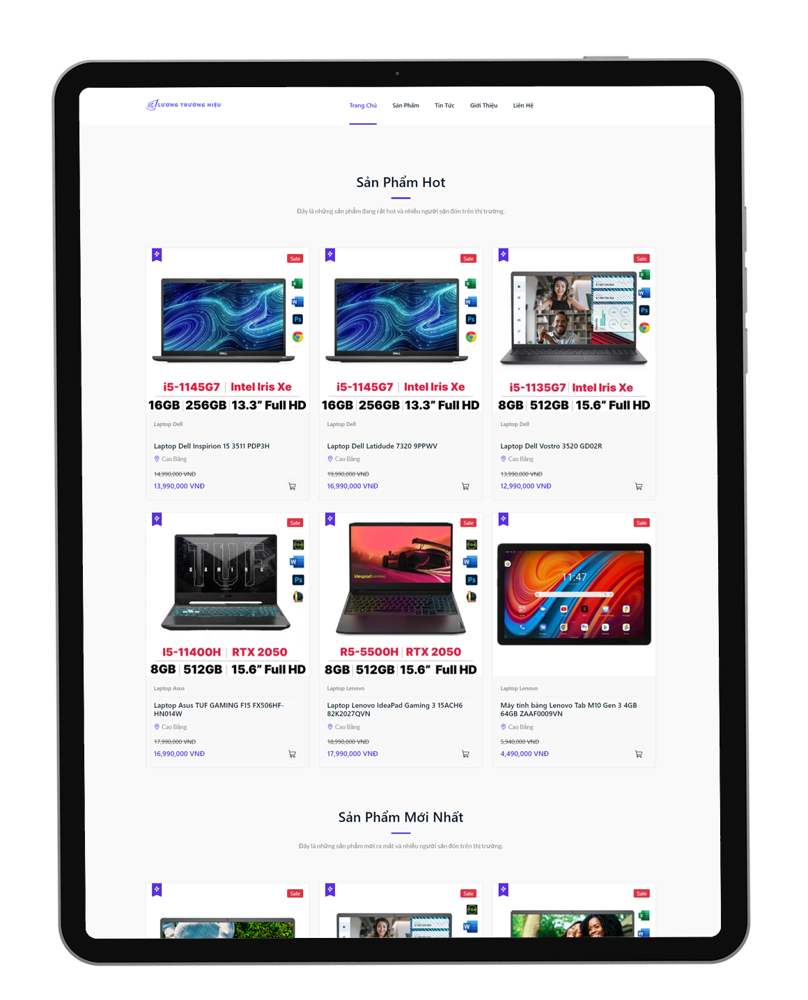 LƯƠNG TRƯỜNG HIỆU
Trang Chủ Sản Phẩm Tin Tức Giới Thiệu Liên Hệ
Sản Phẩm Hot
Đây là những sản phẩm đang rất hot và nhiều người săn đón trên thị trường.
Sale
Sale
Sale
DELL
DELL
i5-1145G7 | Intel Iris Xe
16GB | 256GB | 13.3” Full HD
Laptop Dell
Laptop Dell Inspirion 15 3511 PDP3H
Cao Bằng
14,990,000 VNĐ
13,990,000 VNĐ
i5-1145G7 | Intel Iris Xe
16GB | 256GB | 13.3” Full HD
Laptop Dell
Laptop Dell Latidude 7320 9PPWV
Cao Bằng
19,990,000 VNĐ
16,990,000 VNĐ
i5-1135G7 | Intel Iris Xe
8GB | 512GB | 15.6” Full HD
Laptop Dell
Laptop Dell Vostro 3520 GD02R
Cao Bằng
13,990,000 VNĐ
12,990,000 VNĐ
Sale
Sale
Sale
TUF
GAMING
I5-11400H | RTX 2050
8GB | 512GB | 15.6” Full HD
Laptop Asus
Laptop Asus TUF GAMING F15 FX506HF-
HN014W
Cao Bằng
17,990,000 VNĐ
16,990,000 VNĐ
ideapad GAMING
R5-5500H | RTX 2050
8GB | 512GB | 15.6” Full HD
Laptop Lenovo
Laptop Lenovo IdeaPad Gaming 3 15ACH6
82K2027QVN
Cao Bằng
18,990,000 VNĐ
17,990,000 VNĐ
11:47
Laptop Lenovo
Máy tính bảng Lenovo Tab M10 Gen 3 4GB
64GB ZAAF0009VN
Cao Bằng
5,940,000 VNĐ
4,490,000 VNĐ
Sản Phẩm Mới Nhất
Đây là những sản phẩm mới ra mắt và nhiều người săn đón trên thị trường.
Sale
Sale
Sale